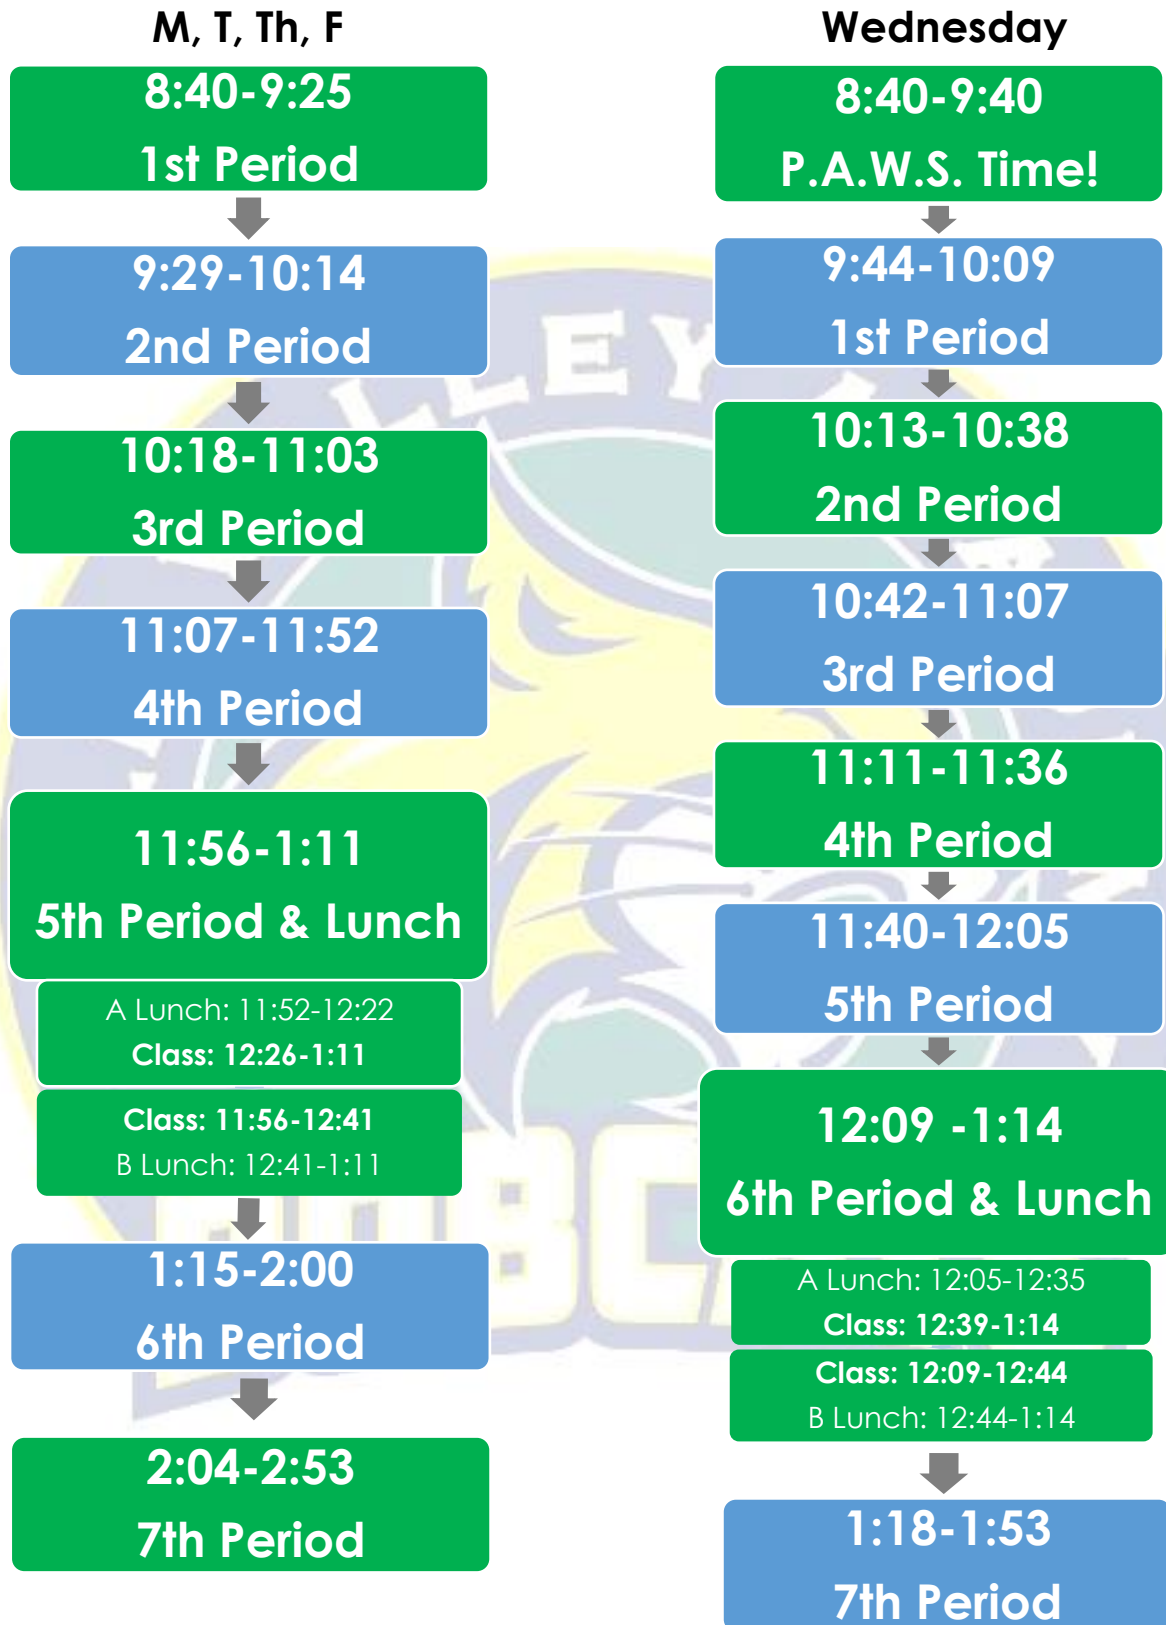 M, T, Th, F
8:40-9:25
1st Period
9:29-10:14
2nd Period
10:18-11:03
3rd Period
11:07-11:52
4th Period
11:56-1:11
5th Period & Lunch
A Lunch: 11:52-12:22
Class: 12:26-1:11
Class: 11:56-12:41
B Lunch: 12:41-1:11
1:15-2:00
6th Period
2:04-2:53
7th Period
Wednesday
8:40-9:40
P.A.W.S. Time!
9:44-10:09
1st Period
10:13-10:38
2nd Period
10:42-11:07
3rd Period
11:11-11:36
4th Period
11:40-12:05
5th Period
12:09 -1:14
6th Period & Lunch
A Lunch: 12:05-12:35
Class: 12:39-1:14
Class: 12:09-12:44
B Lunch: 12:44-1:14
1:18-1:53
7th Period